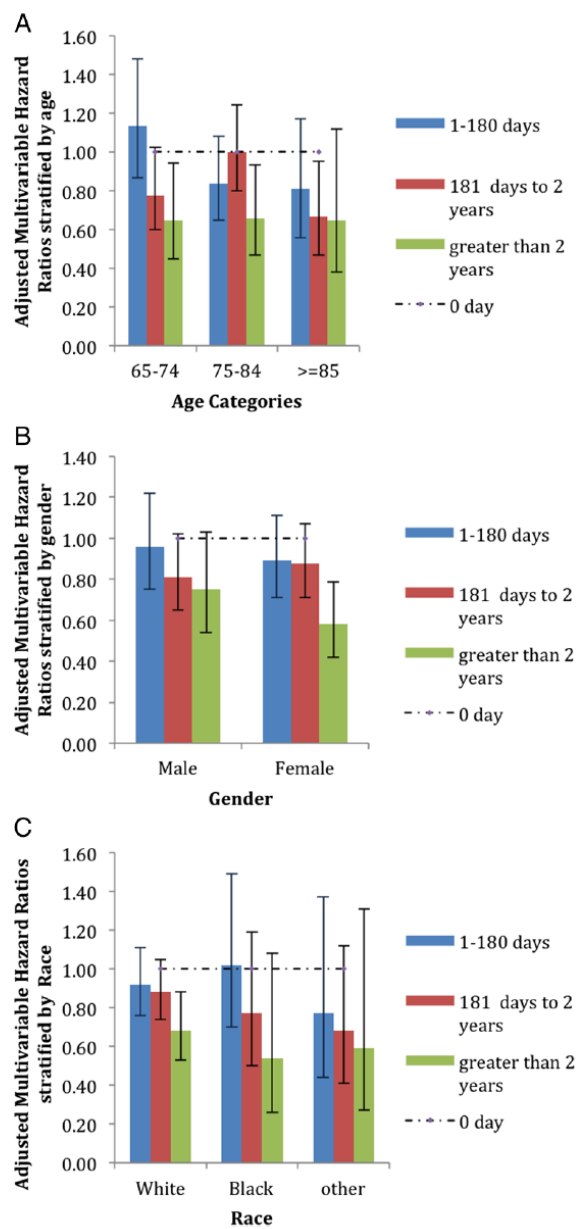 A
Adjusted Multivariable Hazard
Ratios stratified by age
1.60
1.40
1.20
1.00
0.80
0.60
0.40
0.20
0.00
65-74 75-84 >=85
Age Categories
1-180 days
181 days to 2
years
greater than 2
years
0 day
B
Adjusted Multivariable Hazard
Ratios stratified by gender
1.40
1.20
1.00
0.80
0.60
0.40
0.20
0.00
Male Female
Gender
1-180 days
181 days to 2
years
greater than 2
years
0 day
C
Adjusted Multivariable Hazard Ratios
stratified by Race
1.60
1.40
1.20
1.00
0.80
0.60
0.40
0.20
0.00
White Black other
Race
1-180 days
181 days to 2
years
greater than 2
years
0 day